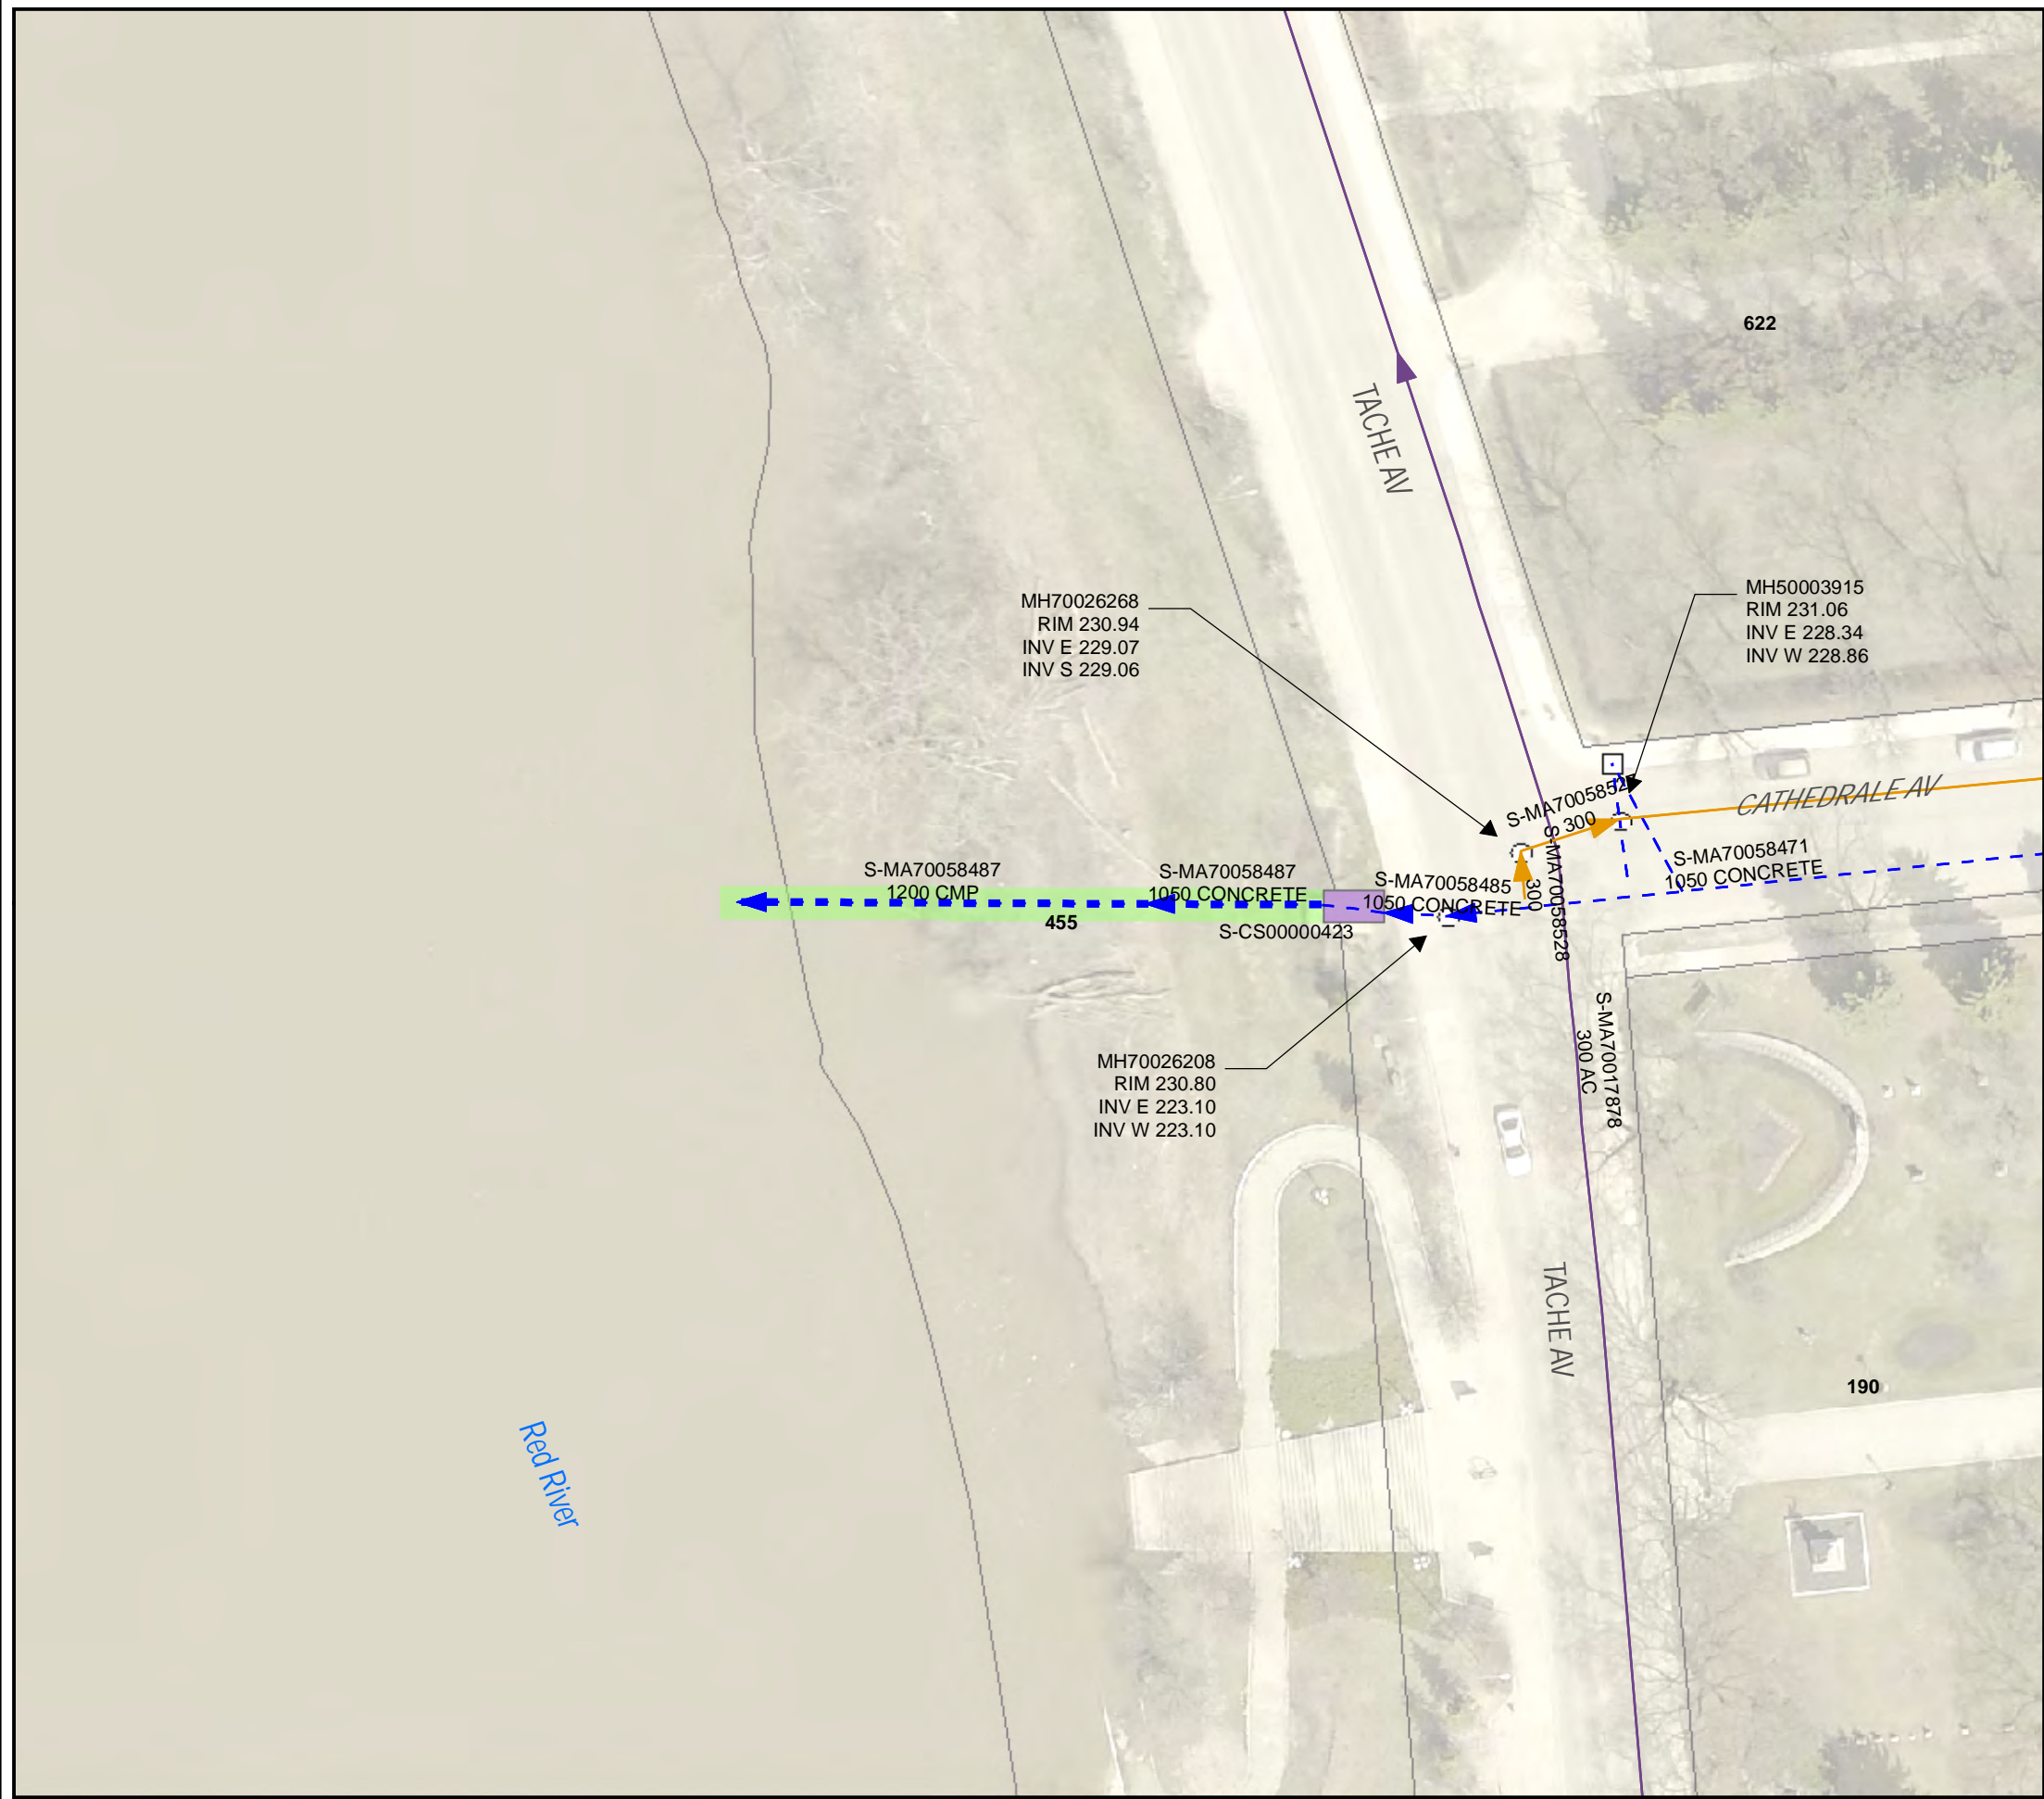 622
TACHE AV
MH70026268
RIM 230.94
INV E 229.07
INV S 229.06
MH50003915
RIM 231.06
INV E 228.34
INV W 228.86
CATHEDRALE AV
300
S-MA70058528
300
S-MA70058471
1050 CONCRETE
S-MA70058487
1200 CMP
S-MA70058487
1050 CONCRETE
S-MA70058485
1050 CONCRETE
455
S-CS00000423
S-MA70017878
300 AC
MH70026208
RIM 230.80
INV E 223.10
INV W 223.10
TACHE AV
190
Red River